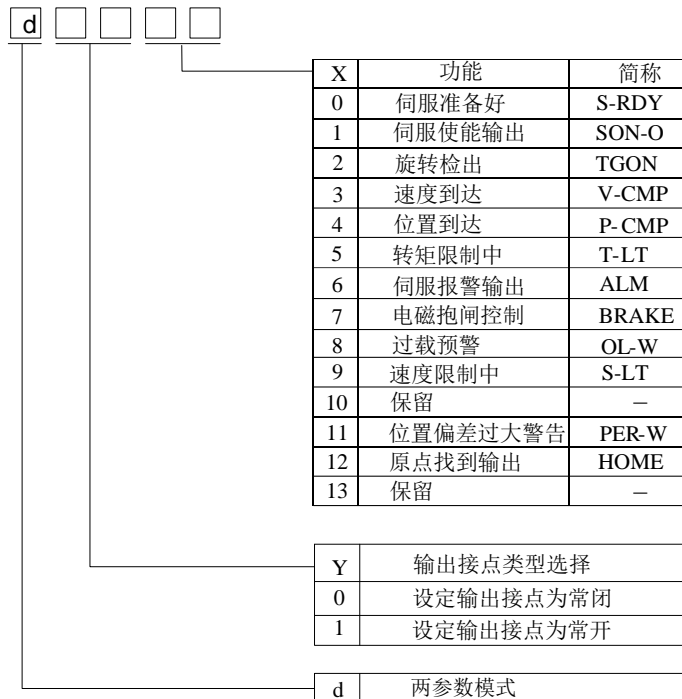 d
X 功能 简称
0 伺服准备好 S-RDY
1 伺服使能输出 SON-O
2 旋转检出 TGON
3 速度到达 V-CMP
4 位置到达 P-CMP
5 转矩限制中 T-LT
6 伺服报警输出 ALM
7 电磁抱闸控制 BRAKE
8 过载预警 OL-W
9 速度限制中 S-LT
10 保留 –
11 位置偏差过大警告 PER-W
12 原点找到输出 HOME
13 保留 –
Y 输出接点类型选择
0 设定输出接点为常闭
1 设定输出接点为常开
d 两参数模式